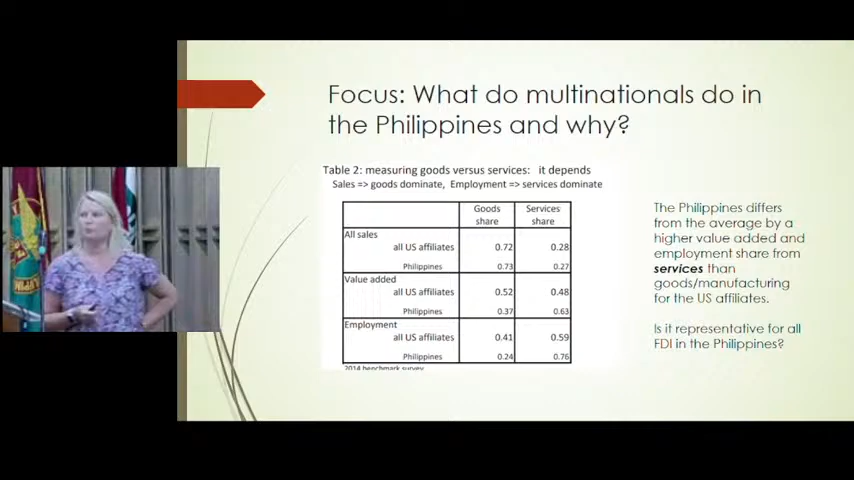 Focus: What do multinationals do in
the Philippines and why?
Table 2: measuring goods versus services: it depends
Sales => goods dominate, Employment => services dominate
Goods share Services share
All sales
all US affiliates 0.72 0.28
Philippines 0.73 0.27
Value added
all US affiliates 0.52 0.48
Philippines 0.37 0.63
Employment
all US affiliates 0.41 0.59
Philippines 0.24 0.76
2014 benchmark survey
The Philippines differs
from the average by a
higher value added and
employment share from
services than
goods/manufacturing
for the US affiliates.
Is it representative for all
FDI in the Philippines?